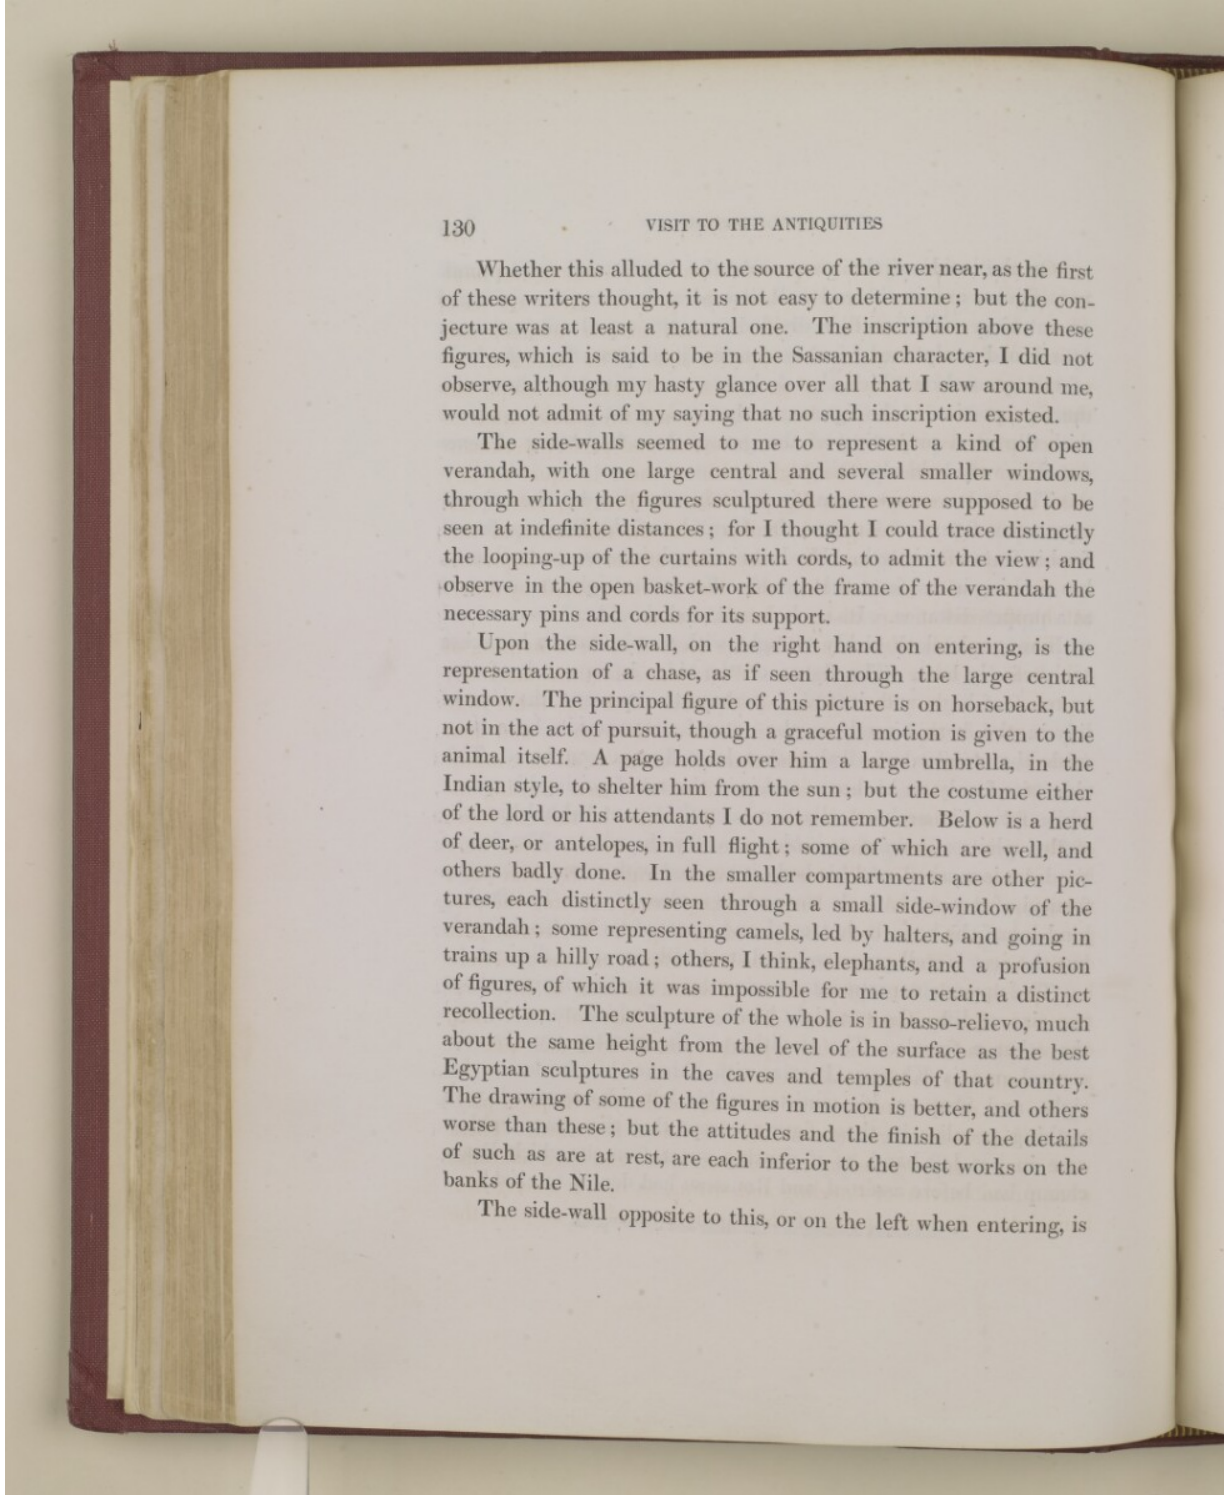 130 VISIT TO THE ANTIQUITIES
Whether this alluded to the source of the river near, as the first
of these writers thought, it is not easy to determine; but the con-
jecture was at least a natural one. The inscription above these
figures, which is said to be in the Sassanian character, I did not
observe, although my hasty glance over all that I saw around me,
would not admit of my saying that no such inscription existed.
The side-walls seemed to me to represent a kind of open
verandah, with one large central and several smaller windows,
through which the figures sculptured there were supposed to be
seen at indefinite distances; for I thought I could trace distinctly
the looping-up of the curtains with cords, to admit the view; and
observe in the open basket-work of the frame of the verandah the
necessary pins and cords for its support.
Upon the side-wall, on the right hand on entering, is the
representation of a chase, as if seen through the large central
window. The principal figure of this picture is on horseback, but
not in the act of pursuit, though a graceful motion is given to the
animal itself. A page holds over him a large umbrella, in the
Indian style, to shelter him from the sun; but the costume either
of the lord or his attendants I do not remember. Below is a herd
of deer, or antelopes, in full flight; some of which are well, and
others badly done. In the smaller compartments are other pic-
tures, each distinctly seen through a small side-window of the
verandah; some representing camels, led by halters, and going in
trains up a hilly road; others, I think, elephants, and a profusion
of figures, of which it was impossible for me to retain a distinct
recollection. The sculpture of the whole is in basso-relievo, much
about the same height from the level of the surface as the best
Egyptian sculptures in the caves and temples of that country.
The drawing of some of the figures in motion is better, and others
worse than these; but the attitudes and the finish of the details
of such as are at rest, are each inferior to the best works on the
banks of the Nile.
The side-wall opposite to this, or on the left when entering, is